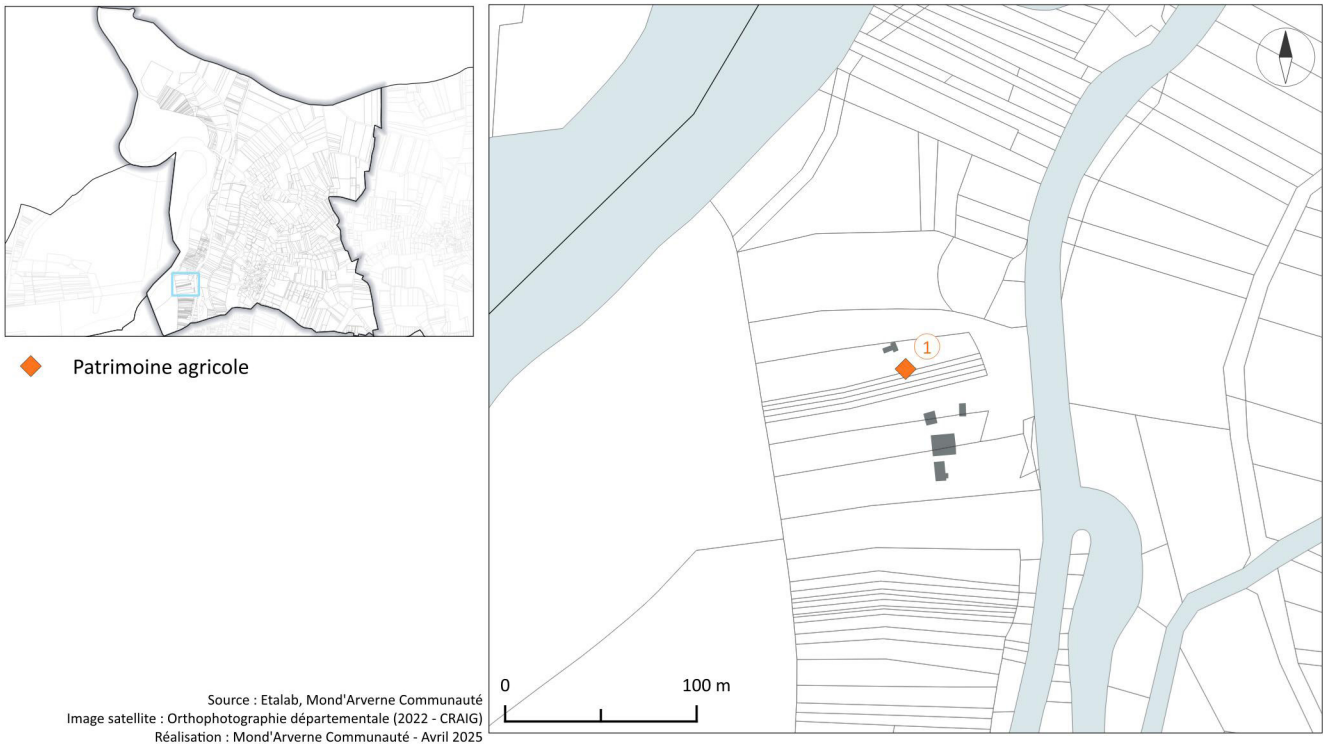 1
Patrimoine agricole
0 100 m
Source : Etalab, Mond'Arverne Communauté
Image satellite : Orthophotographie départementale (2022 - CRAIG)
Réalisation : Mond'Arverne Communauté - Avril 2025